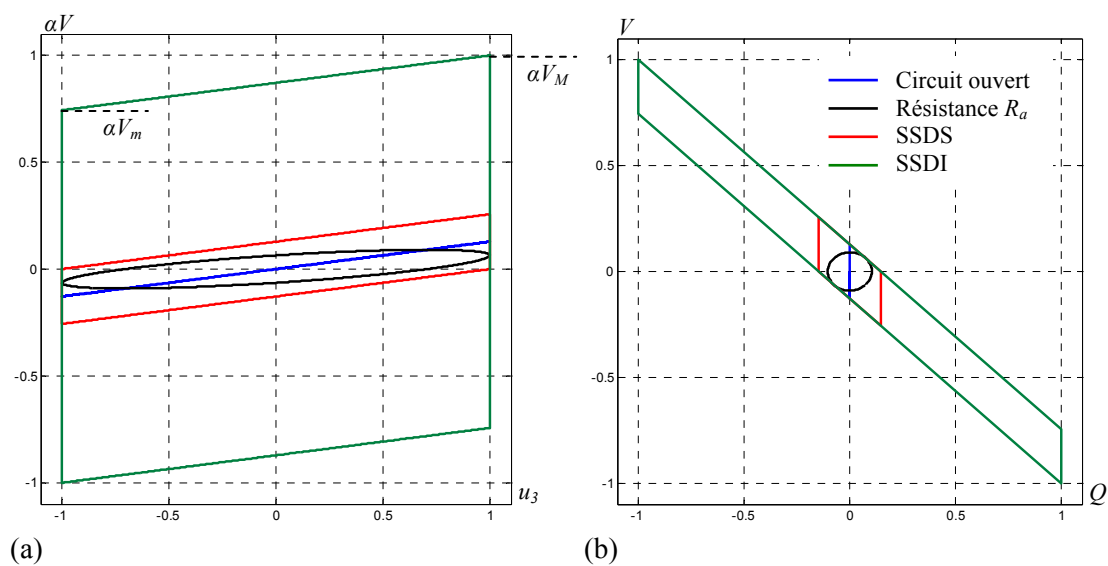 αV
1
αV_M
αV_m
0.5
0
-0.5
-1
-1 -0.5 0 0.5 1
u_3
(a)
V
1
Circuit ouvert
Résistance R_a
SSDS
SSDI
0.5
0
-0.5
-1
-1 -0.5 0 0.5 1
Q
(b)